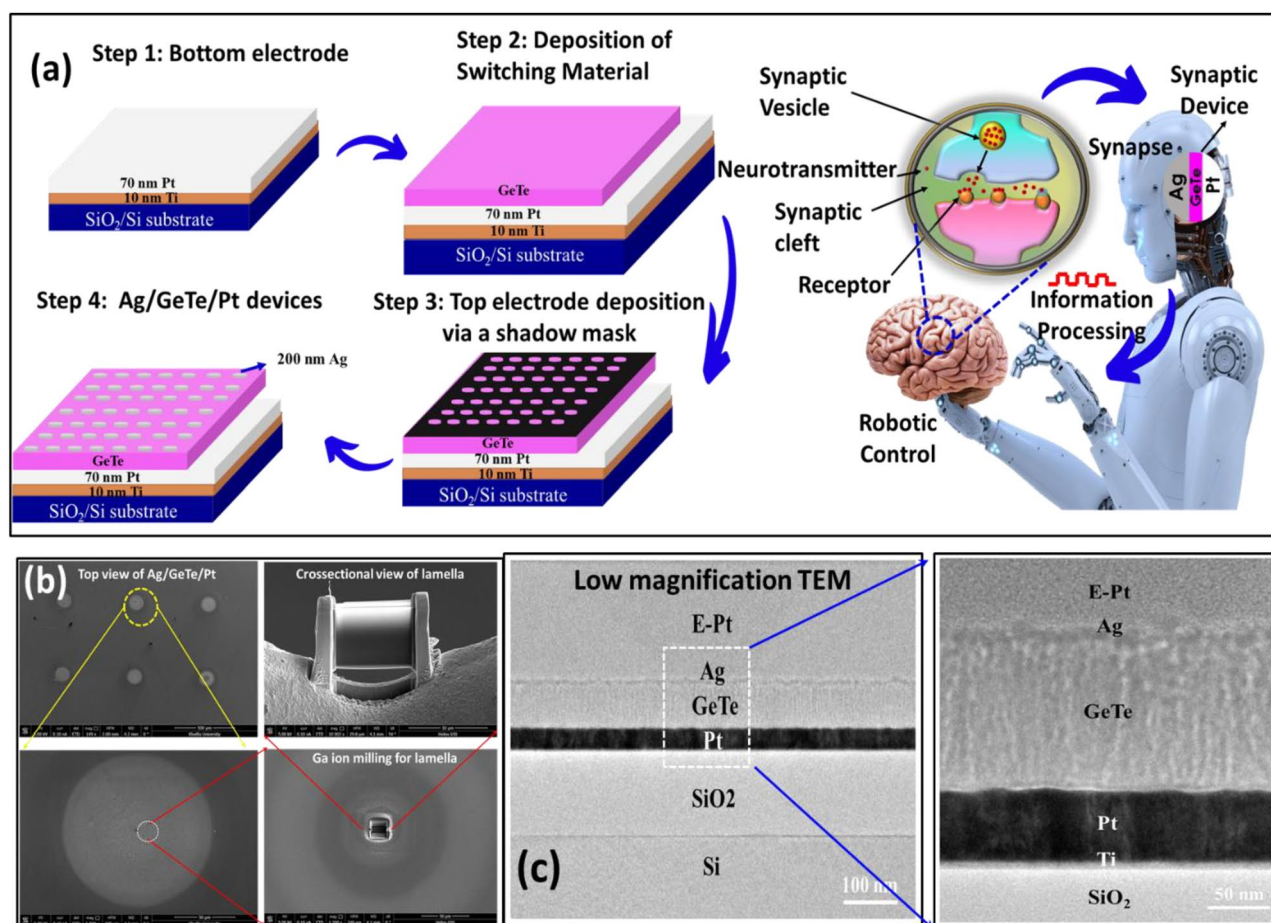 (a)
Step 1: Bottom electrode
70 nm Pt
10 nm Ti
SiO₂/Si substrate
Step 2: Deposition of
Switching Material
GeTe
70 nm Pt
10 nm Ti
SiO₂/Si substrate
Step 3: Top electrode deposition
via a shadow mask
GeTe
70 nm Pt
10 nm Ti
SiO₂/Si substrate
Step 4: Ag/GeTe/Pt devices
200 nm Ag
GeTe
70 nm Pt
10 nm Ti
SiO₂/Si substrate
Synaptic
Vesicle
Neurotransmitter
Synaptic
cleft
Receptor
Synapse
Synaptic
Device
Ag
GeTe
Pt
Information
Processing
Robotic
Control
(b)
Top view of Ag/GeTe/Pt
Crossectional view of lamella
Ga ion milling for lamella
(c)
Low magnification TEM
E-Pt
Ag
GeTe
Pt
SiO2
Si
100 nm
E-Pt
Ag
GeTe
Pt
Ti
SiO₂
50 nm